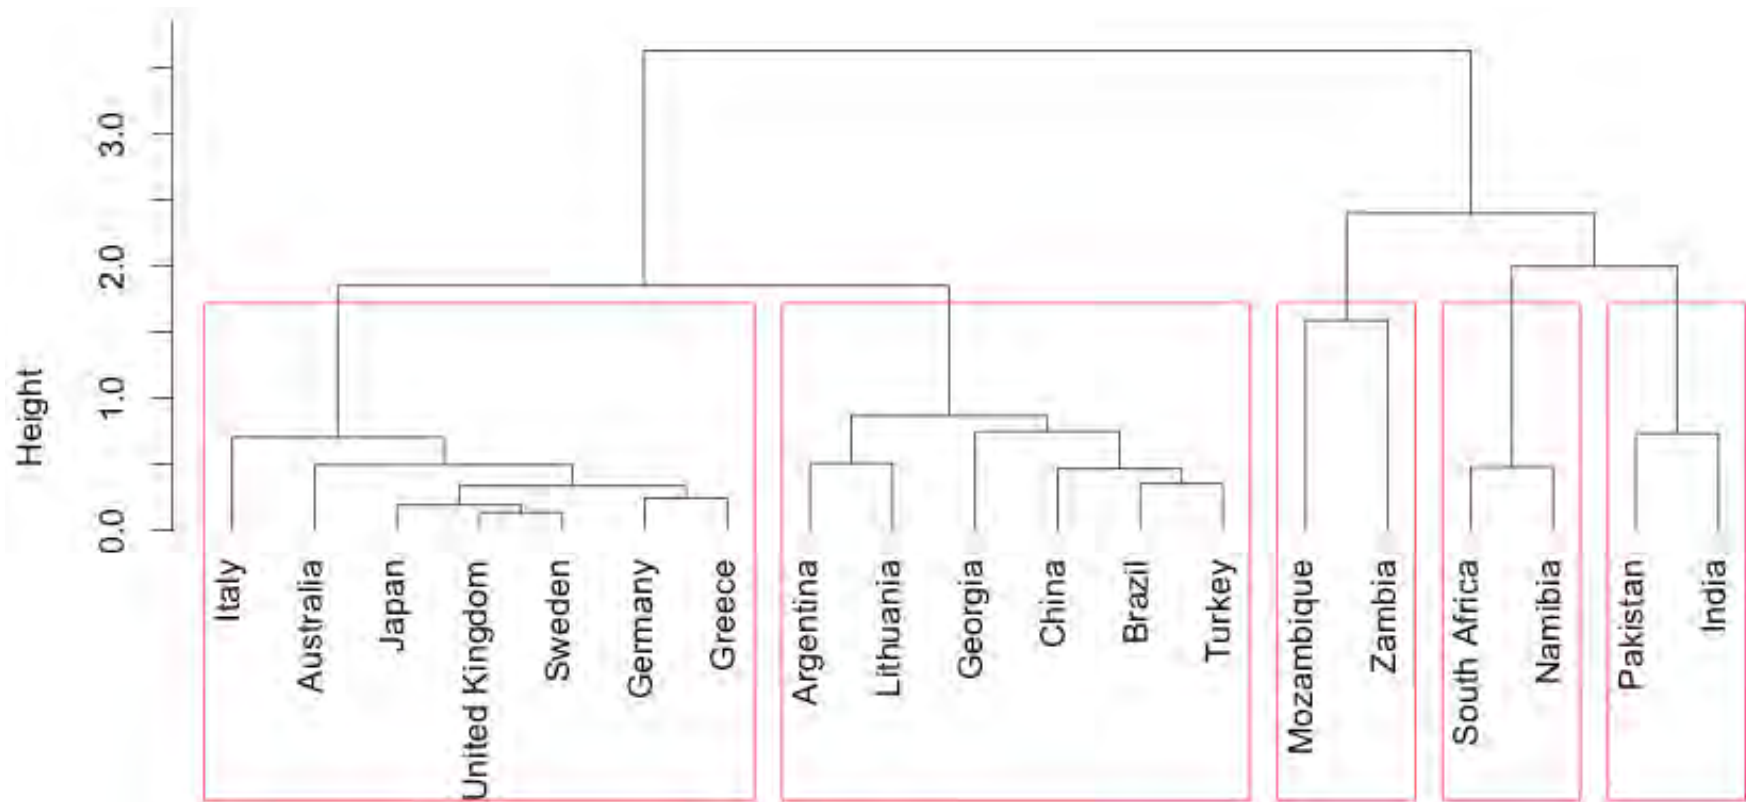 Height
3.0
2.0
1.0
0.0
Italy
Australia
Japan
United Kingdom
Sweden
Germany
Greece
Argentina
Lithuania
Georgia
China
Brazil
Turkey
Mozambique
Zambia
South Africa
Namibia
Pakistan
India